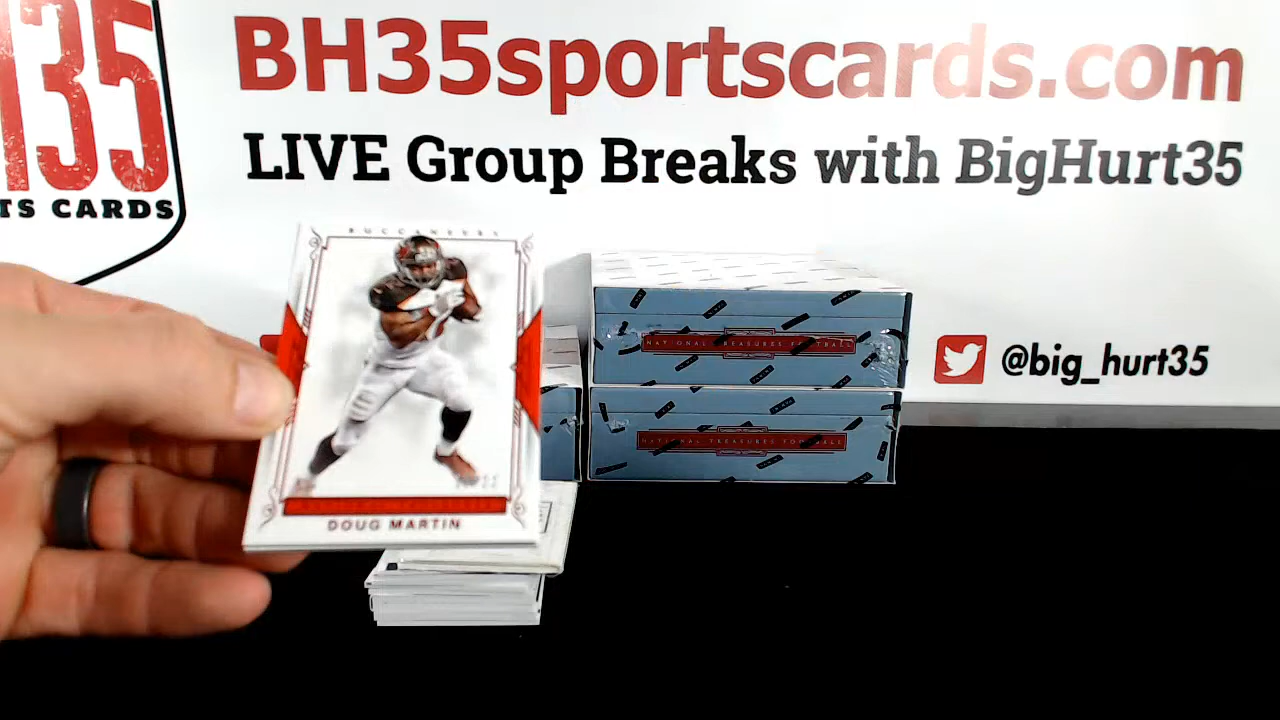 BH35sportscards.com
LIVE Group Breaks with BigHurt35
135
TS CARDS
BUCCANEERS
NATIONAL TREASURES FOOTBALL
@big_hurt35
NATIONAL TREASURES FOOTBALL
DOUG MARTIN